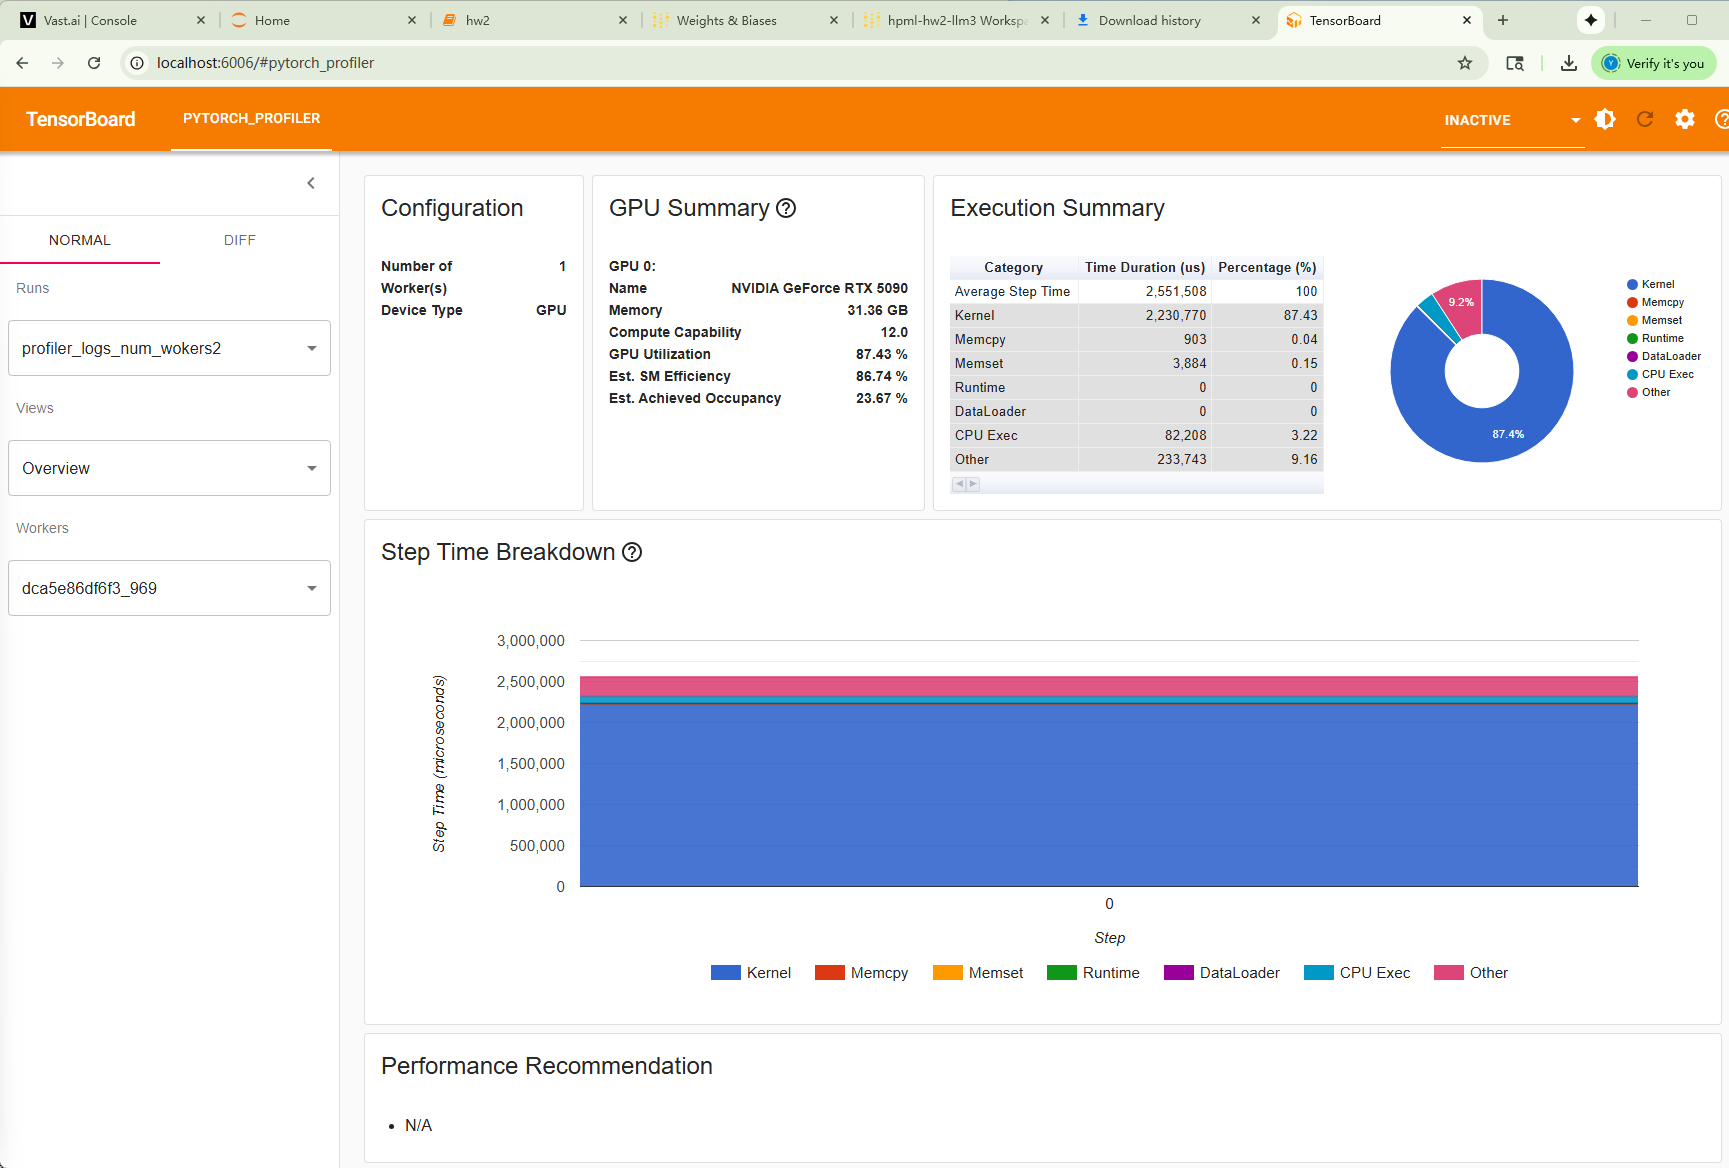 Vast.ai | Console
Home
hw2
Weights & Biases
hpml-hw2-llm3 Workspa
Download history
TensorBoard
localhost:6006/#pytorch_profiler
Verify it's you
TensorBoard
PYTORCH_PROFILER
INACTIVE
NORMAL
DIFF
Runs
profiler_logs_num_wokers2
Views
Overview
Workers
dca5e86df6f3_969
Configuration
Number of Worker(s) 1
Device Type GPU
GPU Summary
GPU 0:
Name NVIDIA GeForce RTX 5090
Memory 31.36 GB
Compute Capability 12.0
GPU Utilization 87.43 %
Est. SM Efficiency 86.74 %
Est. Achieved Occupancy 23.67 %
Execution Summary
Category Time Duration (us) Percentage (%)
Average Step Time 2,551,508 100
Kernel 2,230,770 87.43
Memcpy 903 0.04
Memset 3,884 0.15
Runtime 0 0
DataLoader 0 0
CPU Exec 82,208 3.22
Other 233,743 9.16
9.2%
87.4%
Kernel
Memcpy
Memset
Runtime
DataLoader
CPU Exec
Other
Step Time Breakdown
Step Time (microseconds)
3,000,000
2,500,000
2,000,000
1,500,000
1,000,000
500,000
0
0
Step
Kernel Memcpy Memset Runtime DataLoader CPU Exec Other
Performance Recommendation
• N/A